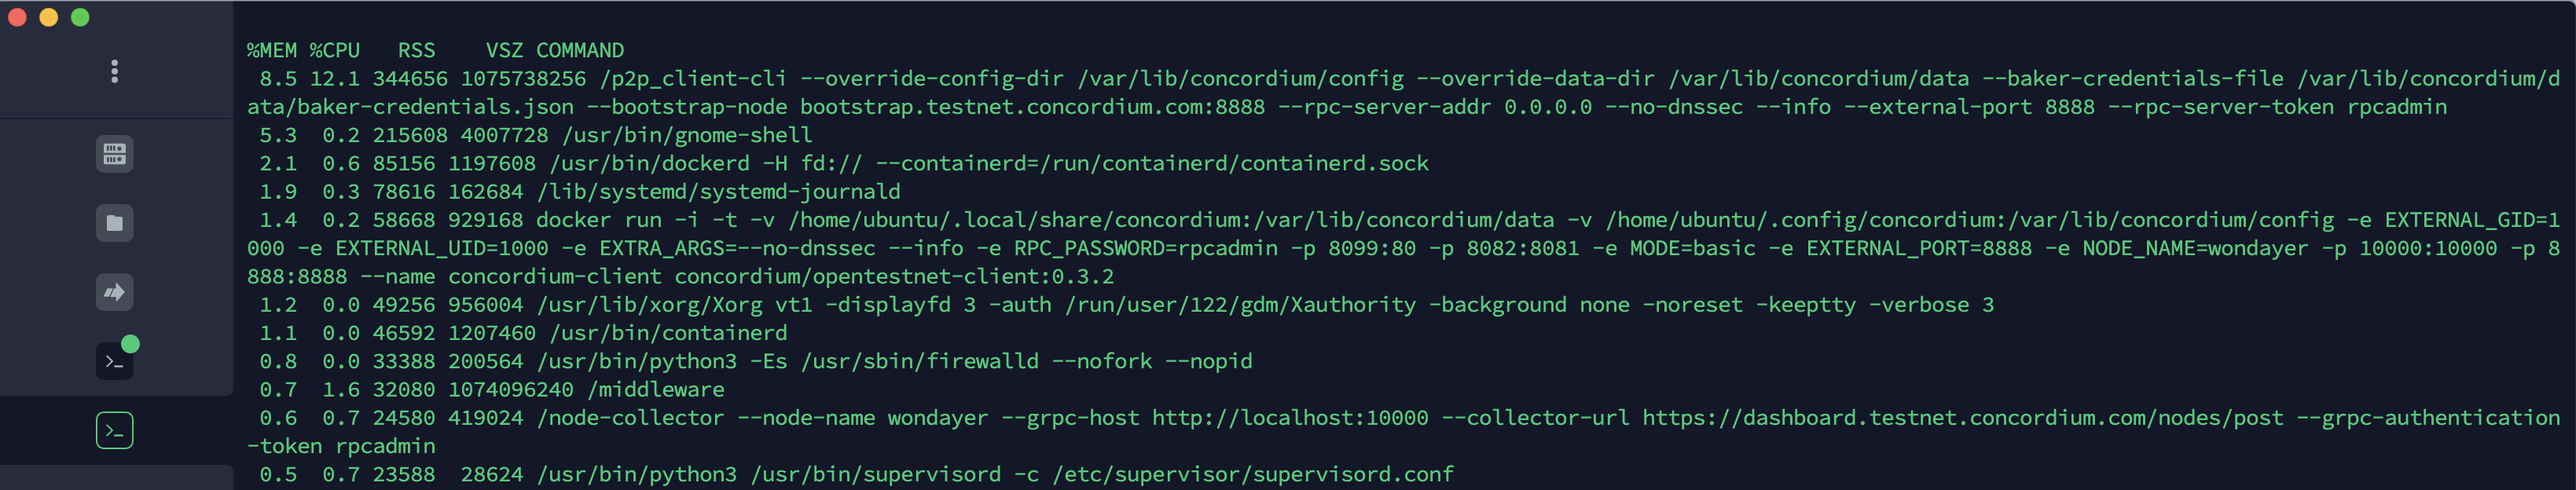 %MEM %CPU   RSS    VSZ COMMAND
 8.5 12.1 344656 1075738256 /p2p_client-cli --override-config-dir /var/lib/concordium/config --override-data-dir /var/lib/concordium/data --baker-credentials-file /var/lib/concordium/d
ata/baker-credentials.json --bootstrap-node bootstrap.testnet.concordium.com:8888 --rpc-server-addr 0.0.0.0 --no-dnssec --info --external-port 8888 --rpc-server-token rpcadmin
 5.3  0.2 215608 4007728 /usr/bin/gnome-shell
 2.1  0.6 85156 1197608 /usr/bin/dockerd -H fd:// --containerd=/run/containerd/containerd.sock
 1.9  0.3 78616 162684 /lib/systemd/systemd-journald
 1.4  0.2 58668 929168 docker run -i -t -v /home/ubuntu/.local/share/concordium:/var/lib/concordium/data -v /home/ubuntu/.config/concordium:/var/lib/concordium/config -e EXTERNAL_GID=1
000 -e EXTERNAL_UID=1000 -e EXTRA_ARGS=--no-dnssec --info -e RPC_PASSWORD=rpcadmin -p 8099:80 -p 8082:8081 -e MODE=basic -e EXTERNAL_PORT=8888 -e NODE_NAME=wondayer -p 10000:10000 -p 8
888:8888 --name concordium-client concordium/opentestnet-client:0.3.2
 1.2  0.0 49256 956004 /usr/lib/xorg/Xorg vt1 -displayfd 3 -auth /run/user/122/gdm/Xauthority -background none -noreset -keeptty -verbose 3
 1.1  0.0 46592 1207460 /usr/bin/containerd
 0.8  0.0 33388 200564 /usr/bin/python3 -Es /usr/sbin/firewalld --nofork --nopid
 0.7  1.6 32080 1074096240 /middleware
 0.6  0.7 24580 419024 /node-collector --node-name wondayer --grpc-host http://localhost:10000 --collector-url https://dashboard.testnet.concordium.com/nodes/post --grpc-authentication
-token rpcadmin
 0.5  0.7 23588  28624 /usr/bin/python3 /usr/bin/supervisord -c /etc/supervisor/supervisord.conf